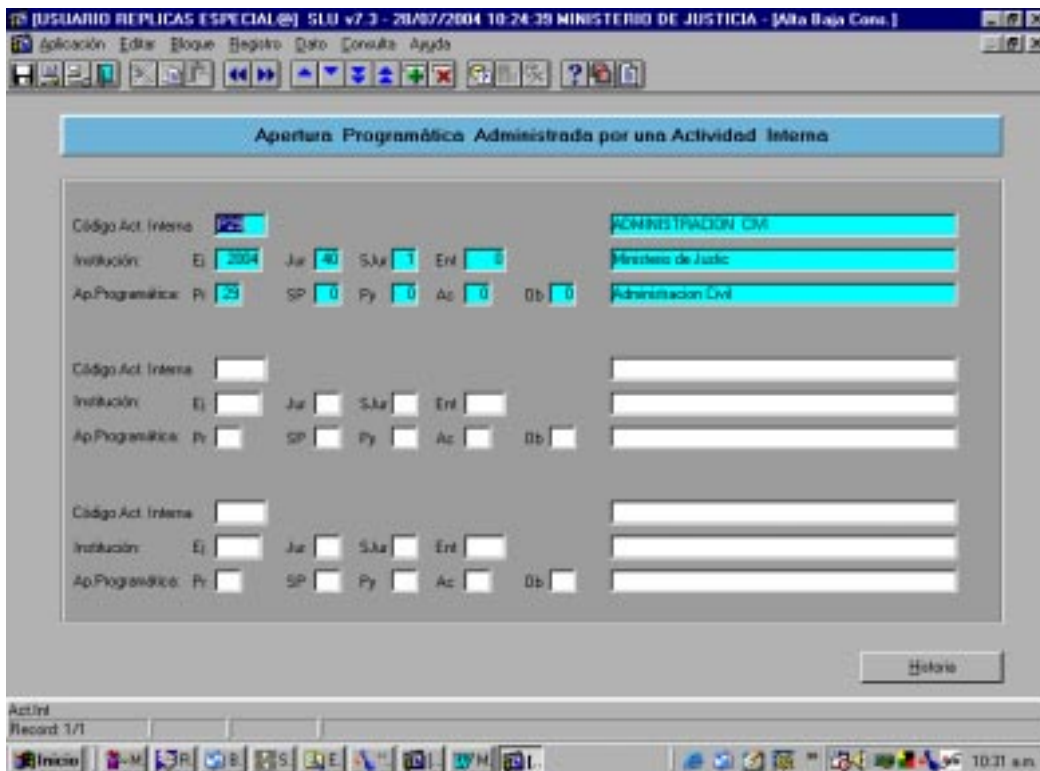 [USUARIO REPLICAS ESPECIAL@] SLU v7.3 - 28/07/2004 10:24:39 MINISTERIO DE JUSTICIA - [Alta Baja Cons.]
Aplicación Editar Bloque Registro Dato Consulta Ayuda
Apertura Programática Administrada por una Actividad Interna
Código Act. Interna ADMINISTRACION CIVI
Institución: Ej 2004 Jur 40 SJur 1 Ent 0 Ministerio de Justic
Ap.Programática: Pr 29 SP 0 Py 0 Ac 0 Ob 0 Administracion Civil
Código Act. Interna
Institución: Ej Jur SJur Ent
Ap.Programática: Pr SP Py Ac Ob
Código Act. Interna
Institución: Ej Jur SJur Ent
Ap.Programática: Pr SP Py Ac Ob
Historia
Act.Int
Record: 1/1
Inicio 10:31 a.m.